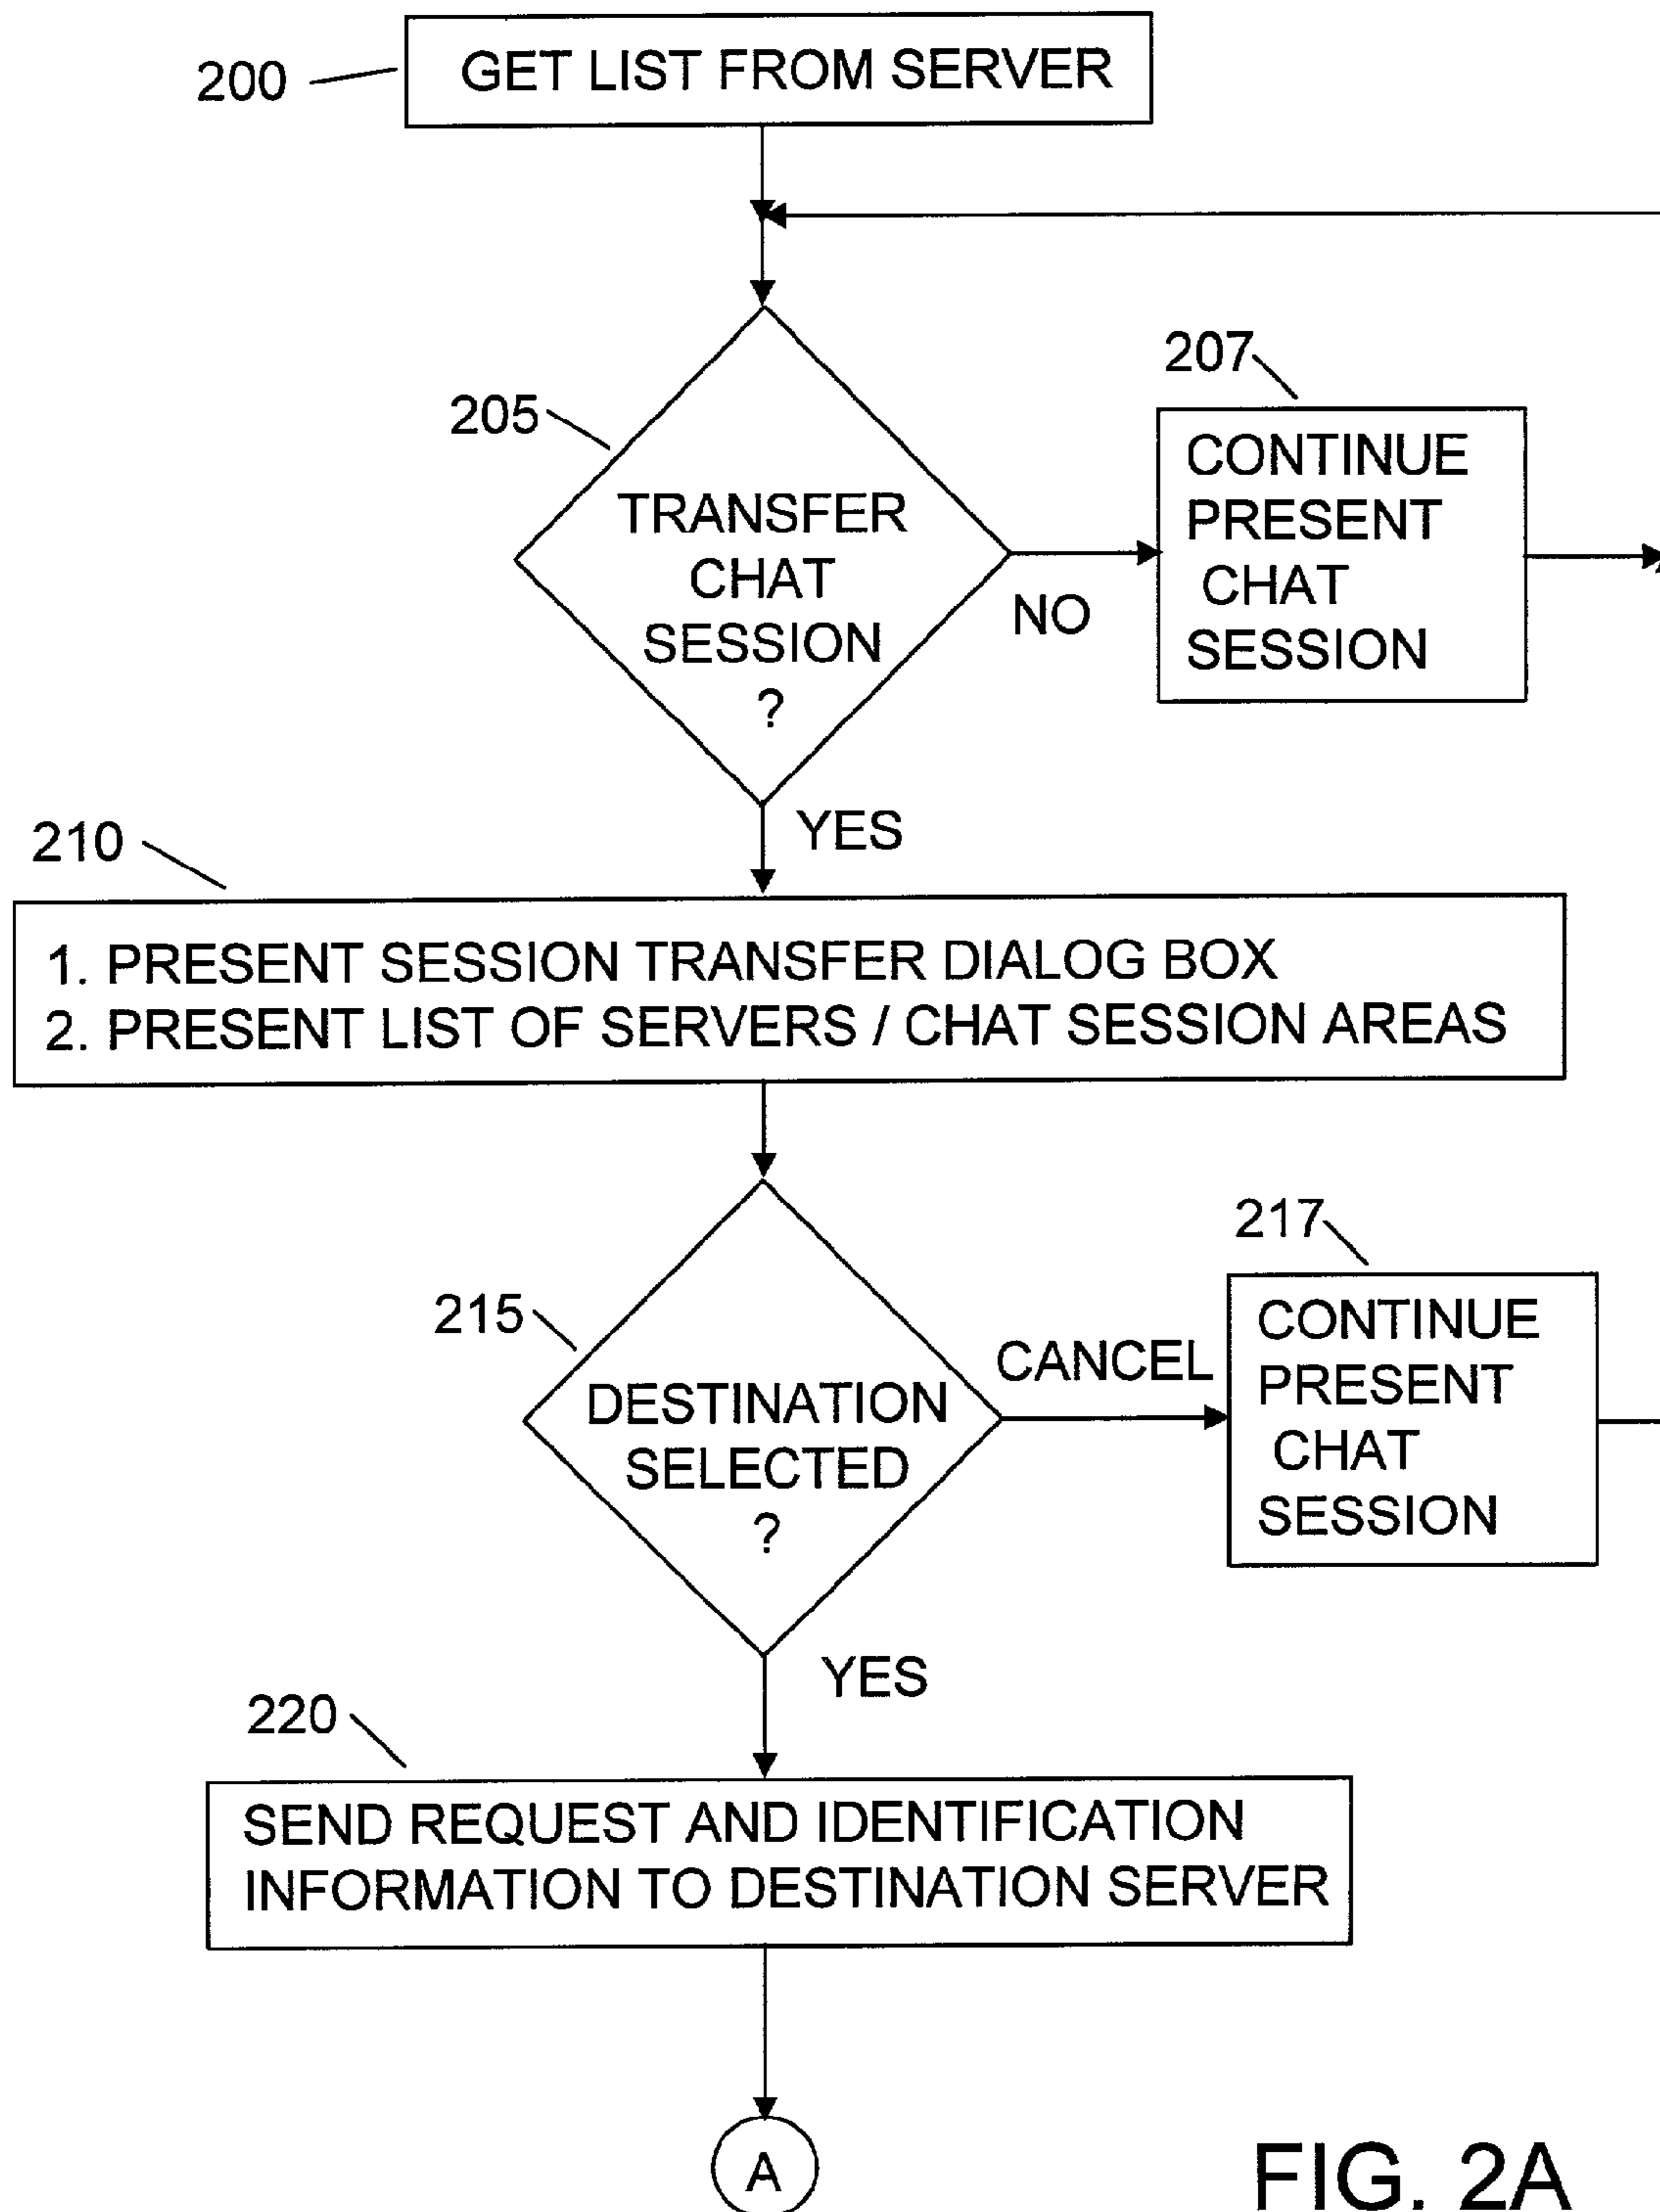 200
GET LIST FROM SERVER
207
205
TRANSFER
CHAT
SESSION
?
NO
CONTINUE
PRESENT
CHAT
SESSION
YES
210
1. PRESENT SESSION TRANSFER DIALOG BOX
2. PRESENT LIST OF SERVERS / CHAT SESSION AREAS
217
215
DESTINATION
SELECTED
?
CANCEL
CONTINUE
PRESENT
CHAT
SESSION
YES
220
SEND REQUEST AND IDENTIFICATION
INFORMATION TO DESTINATION SERVER
A
FIG. 2A